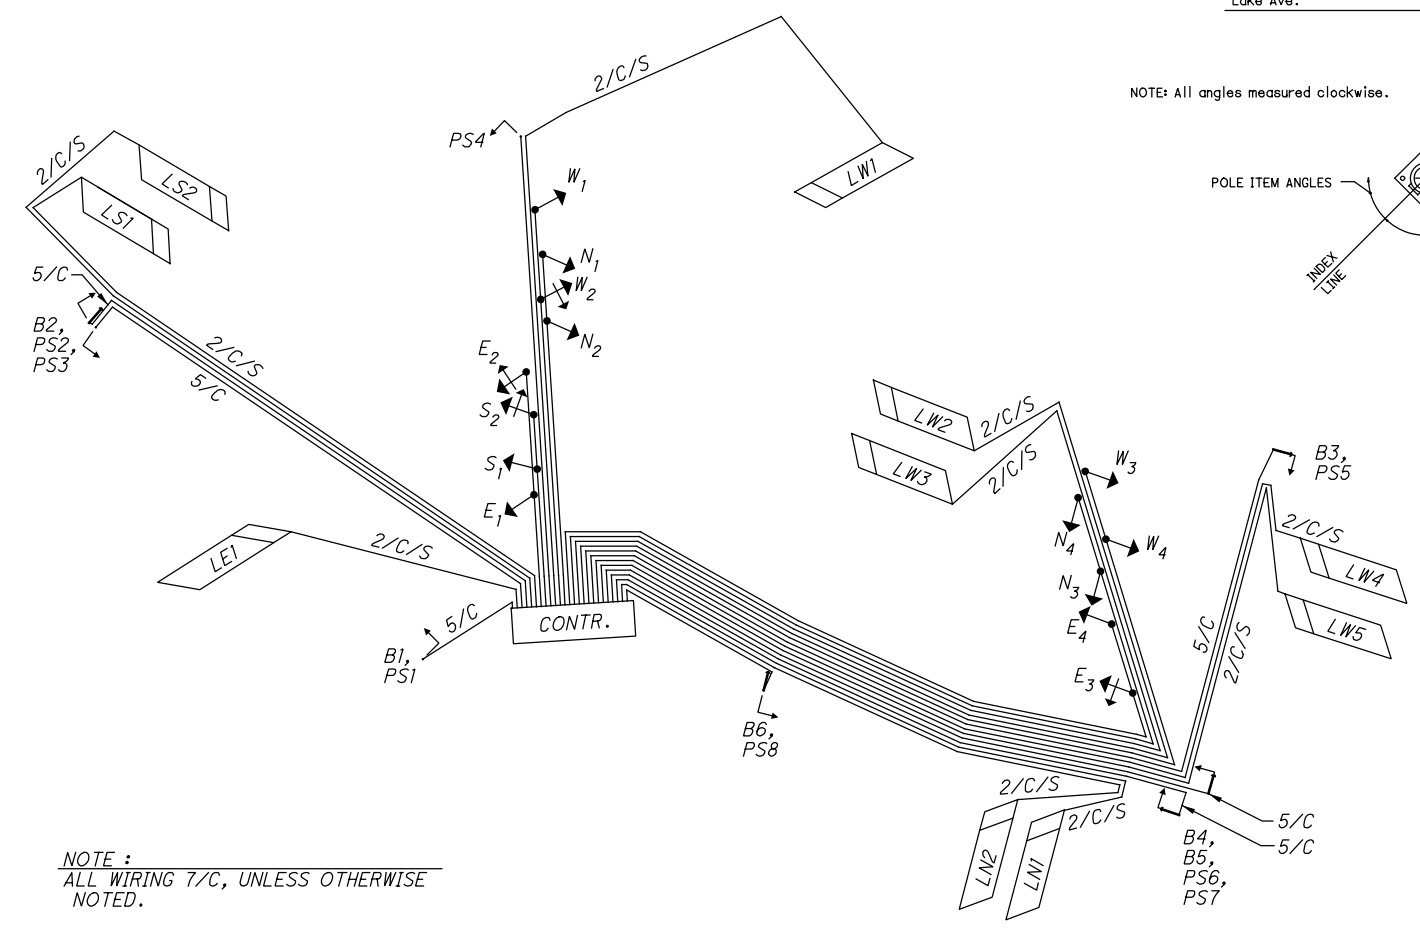 Lake Ave.
2/C/S
NOTE: All angles measured clockwise.
PS4
2/C/S
LS2
LW1
W1
POLE ITEM ANGLES
LS1
INDEX
LINE
N1
5/C
W2
B2,
PS2,
PS3
2/C/S
5/C
N2
E2
S2
2/C/S
LW2
W3
B3,
PS5
S1
LW3
2/C/S
E1
N4
2/C/S
LE1
2/C/S
W4
LW4
N3
5/C
CONTR.
E4
5/C
2/C/S
LW5
B1,
PS1
E3
B6,
PS8
2/C/S
2/C/S
5/C
5/C
B4,
B5,
PS6,
PS7
LN2
LN1
NOTE :
ALL WIRING 7/C, UNLESS OTHERWISE
NOTED.